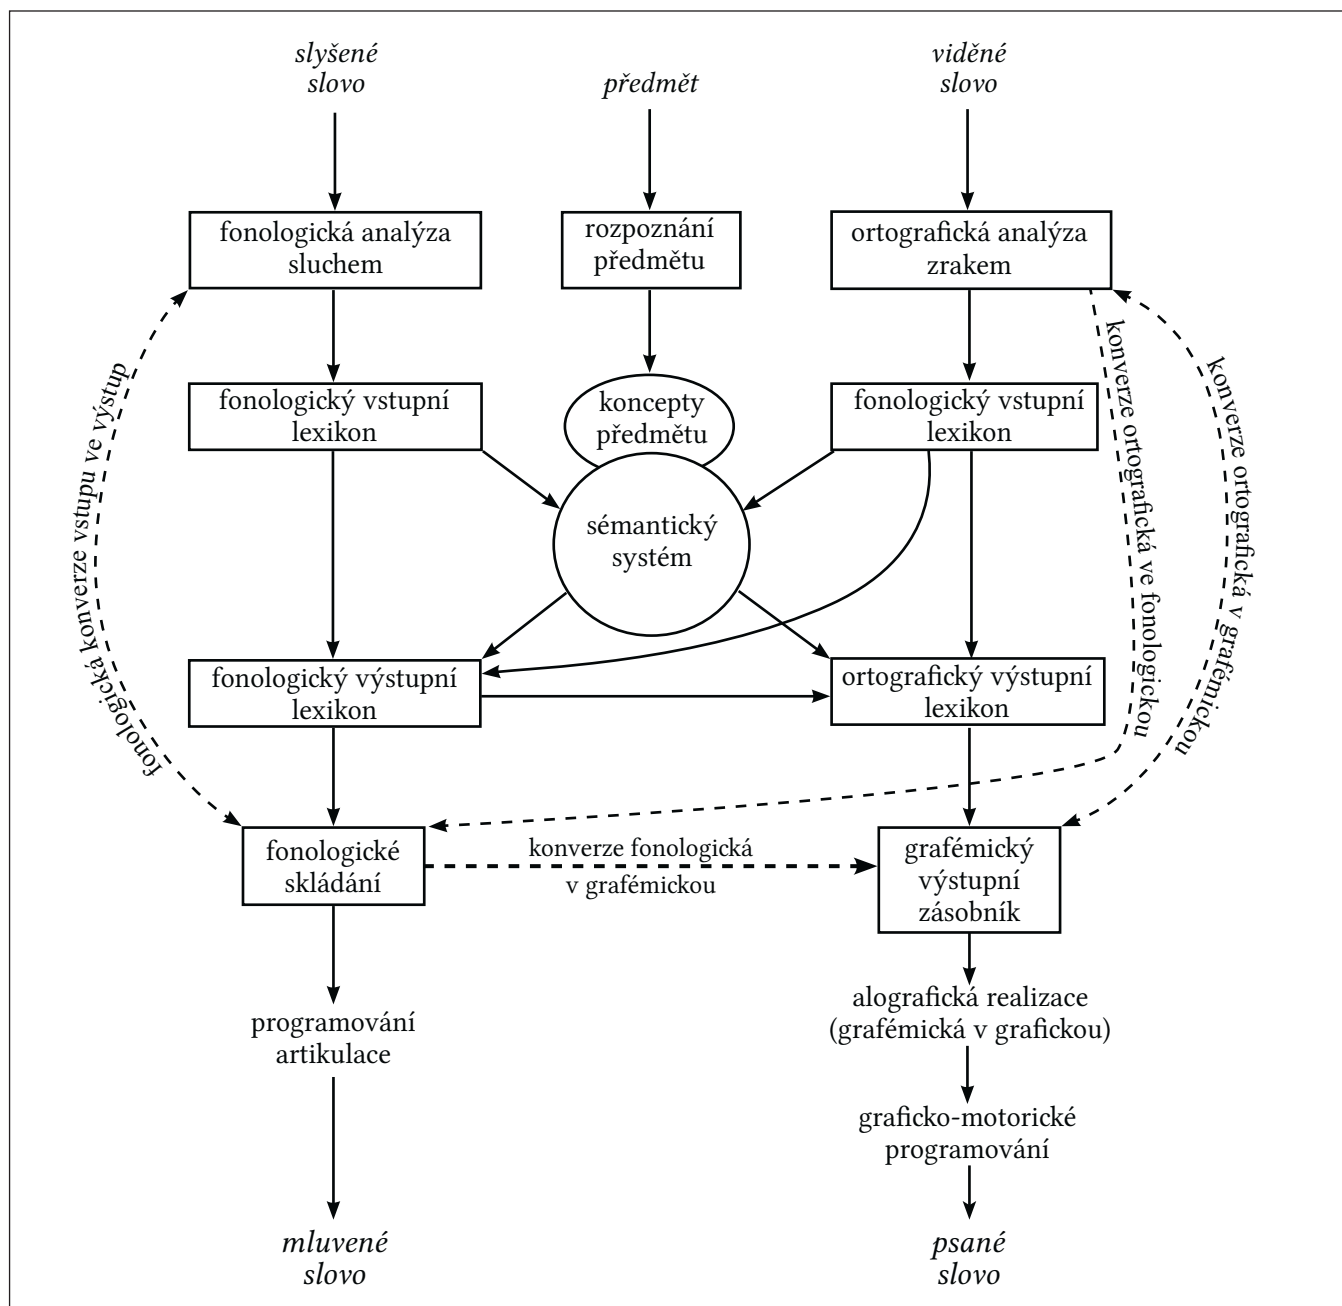 slyšené
slovo
předmět
viděné
slovo
fonologická analýza
sluchem
rozpoznání
předmětu
ortografická analýza
zrakem
fonologický vstupní
lexikon
koncepty
předmětu
fonologický vstupní
lexikon
fonologická konverze vstupu ve výstup
konverze ortografická ve fonologickou
konverze ortografická v grafémickou
sémantický
systém
fonologický výstupní
lexikon
ortografický výstupní
lexikon
fonologické
skládání
konverze fonologická
v grafémickou
grafémický
výstupní
zásobník
programování
artikulace
alografická realizace
(grafémická v grafickou)
graficko-motorické
programování
mluvené
slovo
psané
slovo